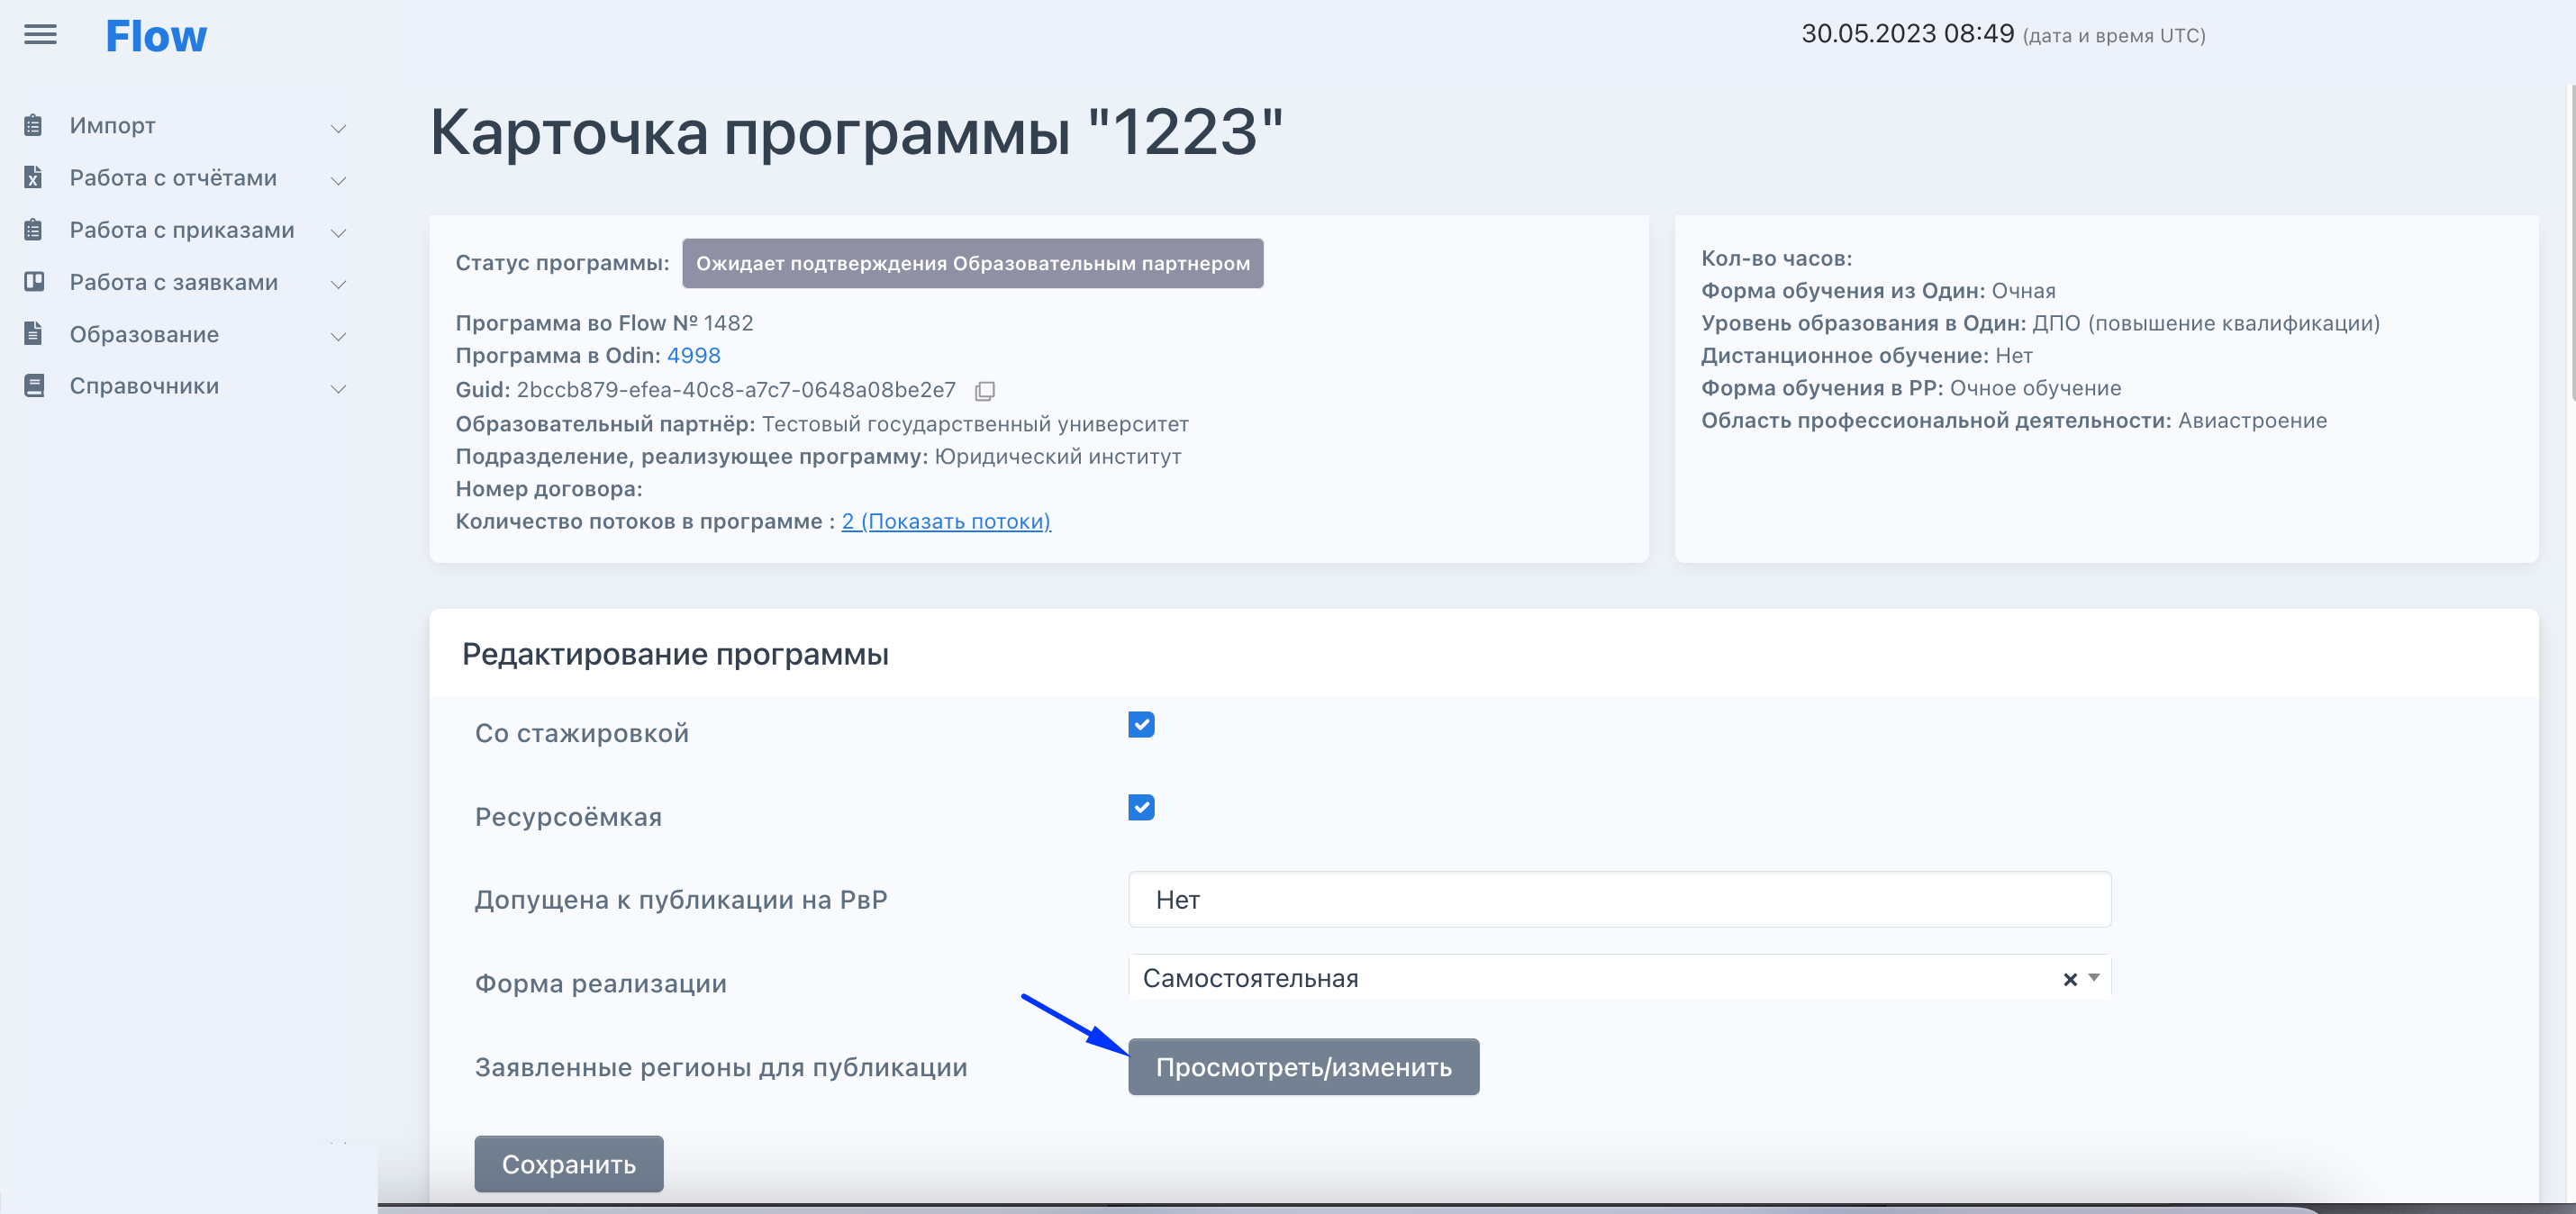 Flow
30.05.2023 08:49 (дата и время UTC)
Импорт
Работа с отчётами
Работа с приказами
Работа с заявками
Образование
Справочники
Карточка программы "1223"
Статус программы: Ожидает подтверждения Образовательным партнером
Программа во Flow № 1482
Программа в Odin: 4998
Guid: 2bccb879-efea-40c8-a7c7-0648a08be2e7
Образовательный партнёр: Тестовый государственный университет
Подразделение, реализующее программу: Юридический институт
Номер договора:
Количество потоков в программе : 2 (Показать потоки)
Кол-во часов:
Форма обучения из Один: Очная
Уровень образования в Один: ДПО (повышение квалификации)
Дистанционное обучение: Нет
Форма обучения в РР: Очное обучение
Область профессиональной деятельности: Авиастроение
Редактирование программы
Со стажировкой
Ресурсоёмкая
Допущена к публикации на РвР
Нет
Форма реализации
Самостоятельная
Заявленные регионы для публикации
Просмотреть/изменить
Сохранить